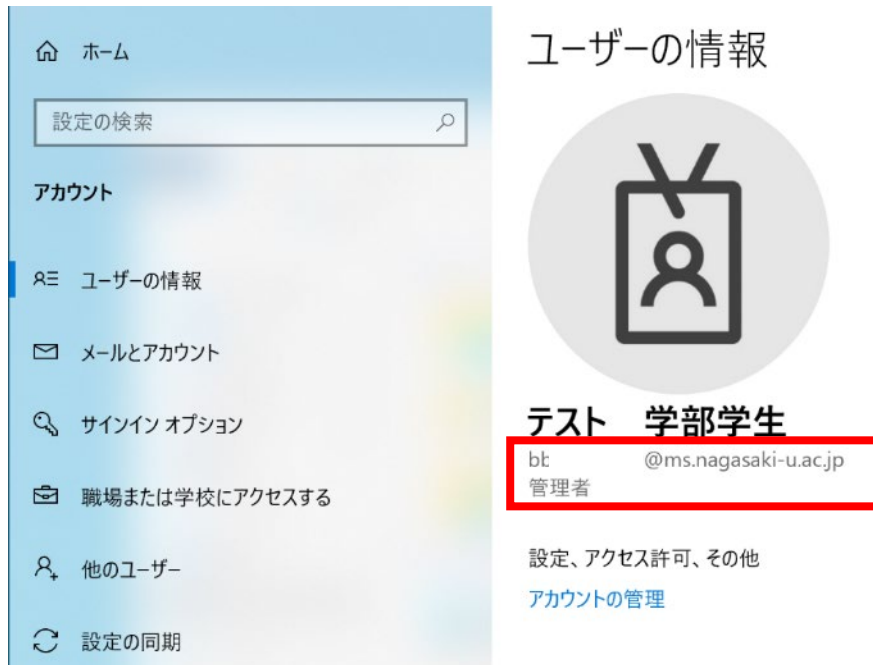 ホーム
設定の検索
アカウント
ユーザーの情報
メールとアカウント
サインイン オプション
職場または学校にアクセスする
他のユーザー
設定の同期
ユーザーの情報
テスト 学部学生
@ms.nagasaki-u.ac.jp
管理者
設定、アクセス許可、その他
アカウントの管理